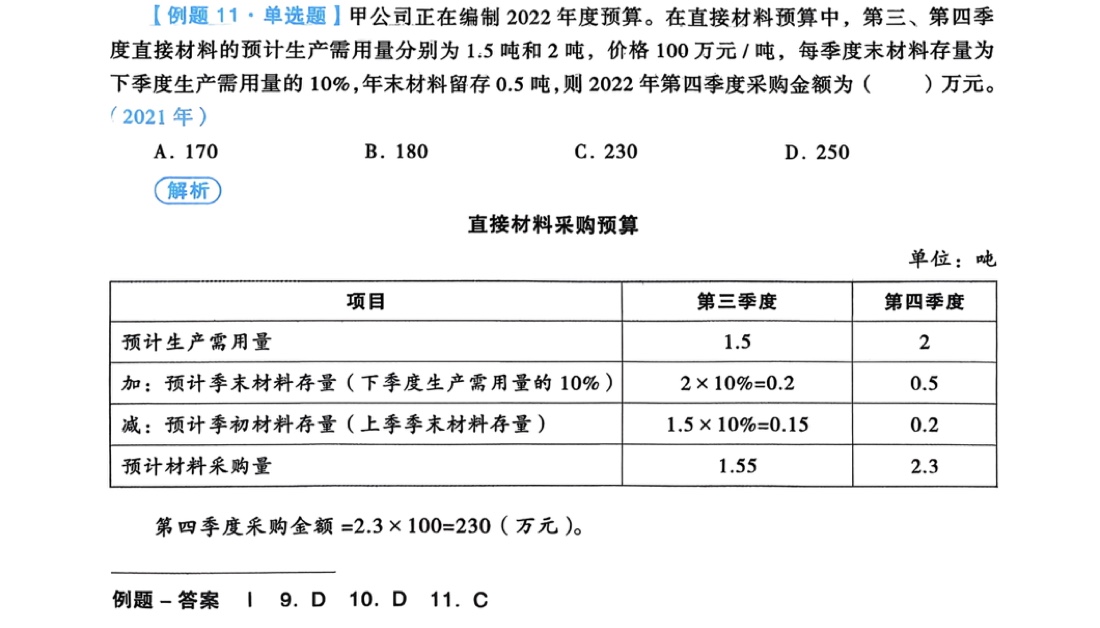 【例题 11·单选题】甲公司正在编制 2022 年度预算。在直接材料预算中，第三、第四季
度直接材料的预计生产需用量分别为 1.5 吨和 2 吨，价格 100 万元 / 吨，每季度末材料存量为
下季度生产需用量的 10%，年末材料留存 0.5 吨，则 2022 年第四季度采购金额为（　　）万元。
（2021 年）
A. 170　B. 180　C. 230　D. 250
解析
直接材料采购预算
单位：吨
项目　第三季度　第四季度
预计生产需用量　1.5　2
加：预计季末材料存量（下季度生产需用量的 10%）　2×10%=0.2　0.5
减：预计季初材料存量（上季季末材料存量）　1.5×10%=0.15　0.2
预计材料采购量　1.55　2.3
第四季度采购金额 =2.3×100=230（万元）。
例题－答案　|　9. D　10. D　11. C